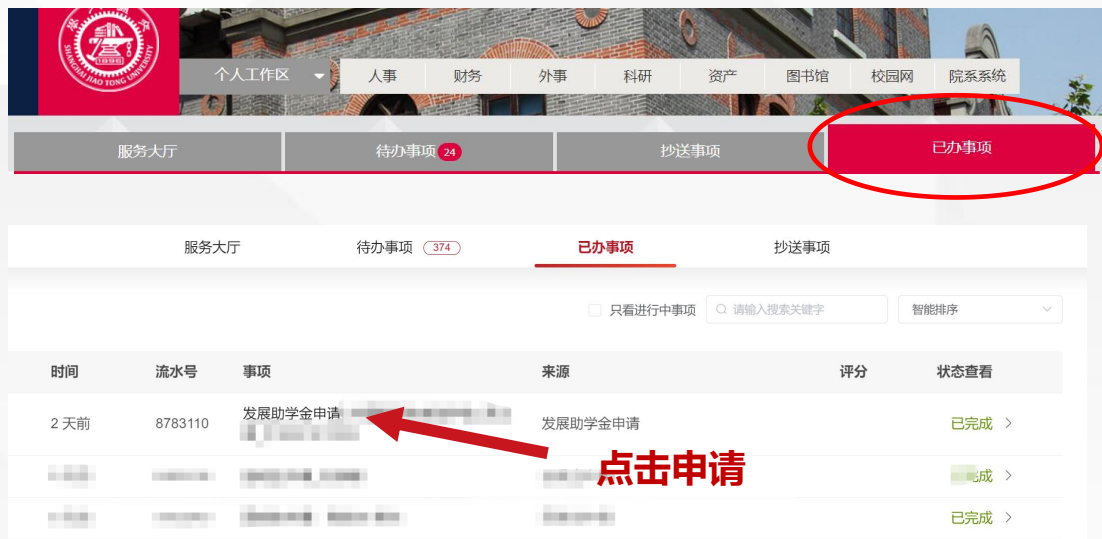 SHANGHAI JIAO TONG UNIVERSITY
1896
个人工作区 人事 财务 外事 科研 资产 图书馆 校园网 院系系统
服务大厅 待办事项 24 抄送事项 已办事项
服务大厅 待办事项 374 已办事项 抄送事项
只看进行中事项 请输入搜索关键字 智能排序
时间 流水号 事项 来源 评分 状态查看
2 天前 8783110 发展助学金申请 发展助学金申请 已完成
点击申请
成
已完成